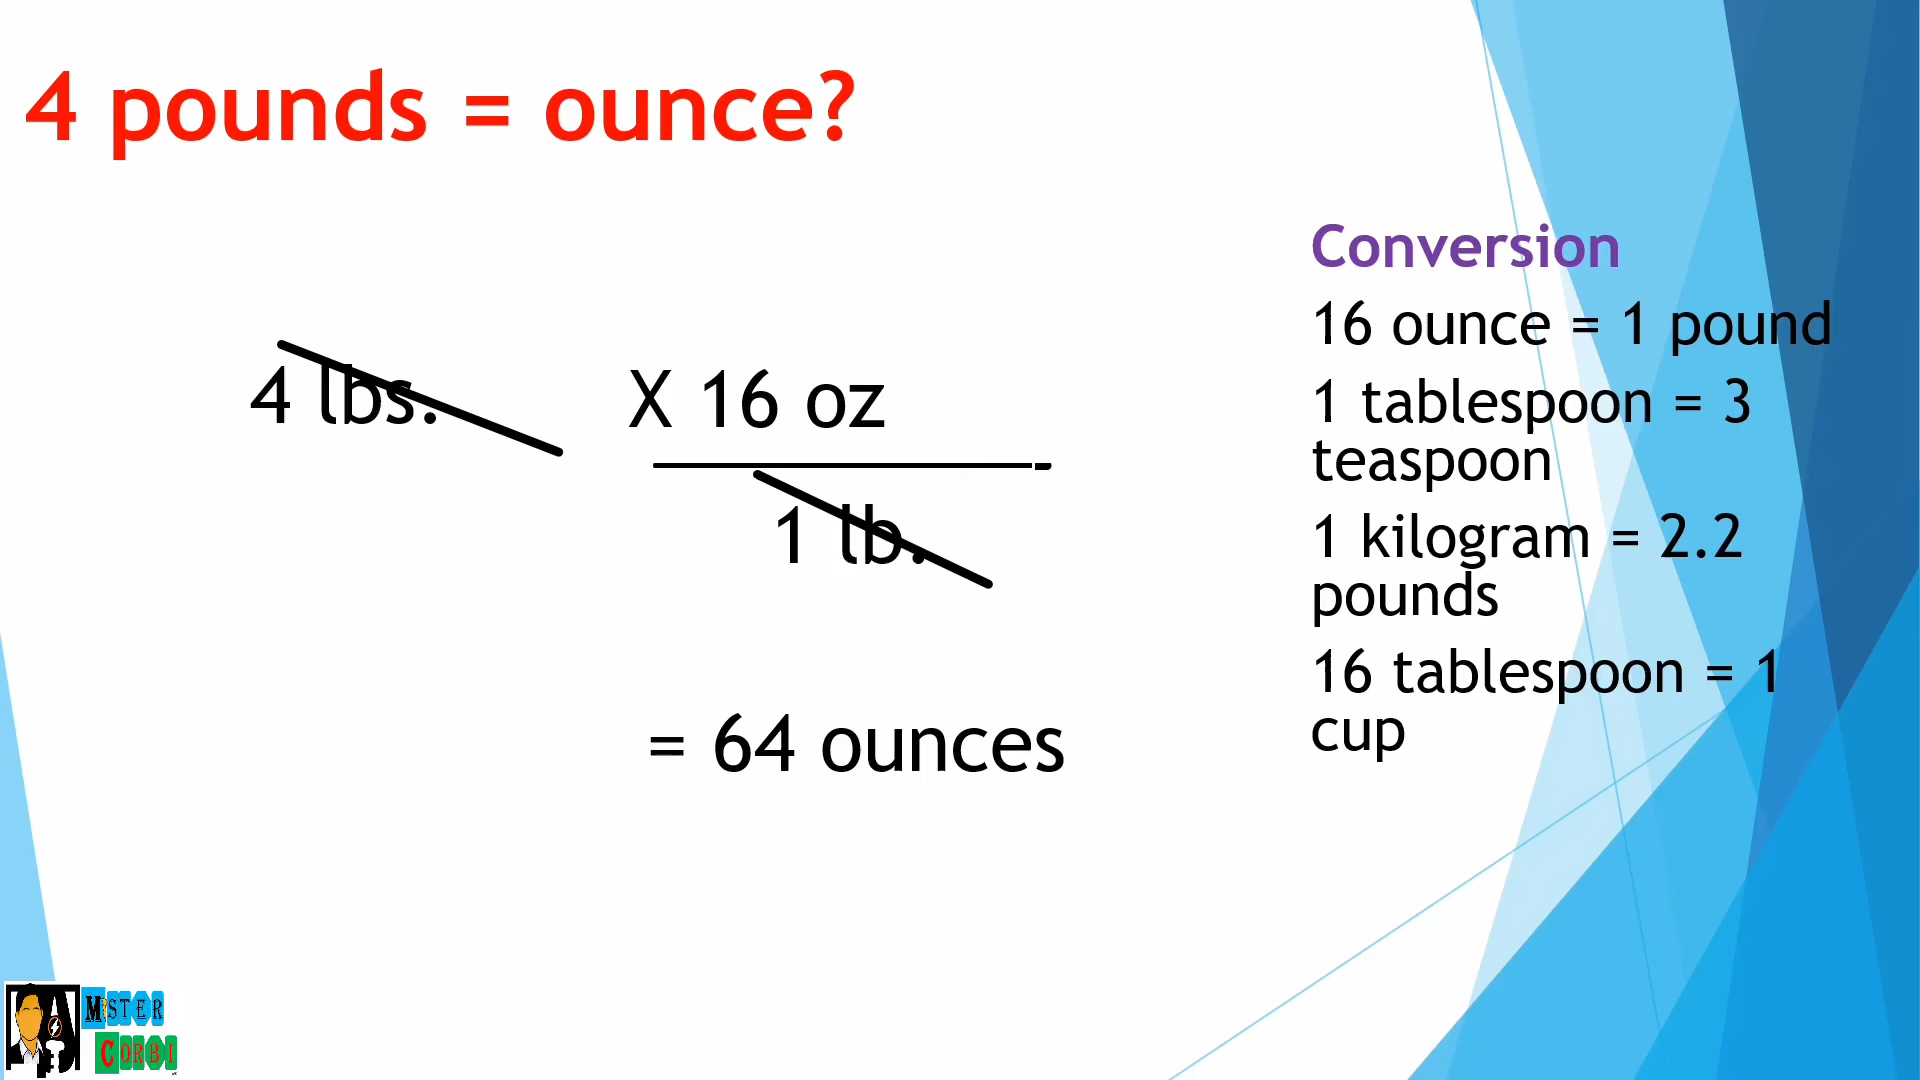 4 pounds = ounce?
4 lbs.
X 16 oz
1 lb.
= 64 ounces
Conversion
16 ounce = 1 pound
1 tablespoon = 3
teaspoon
1 kilogram = 2.2
pounds
16 tablespoon = 1
cup
MISTER
CORBI